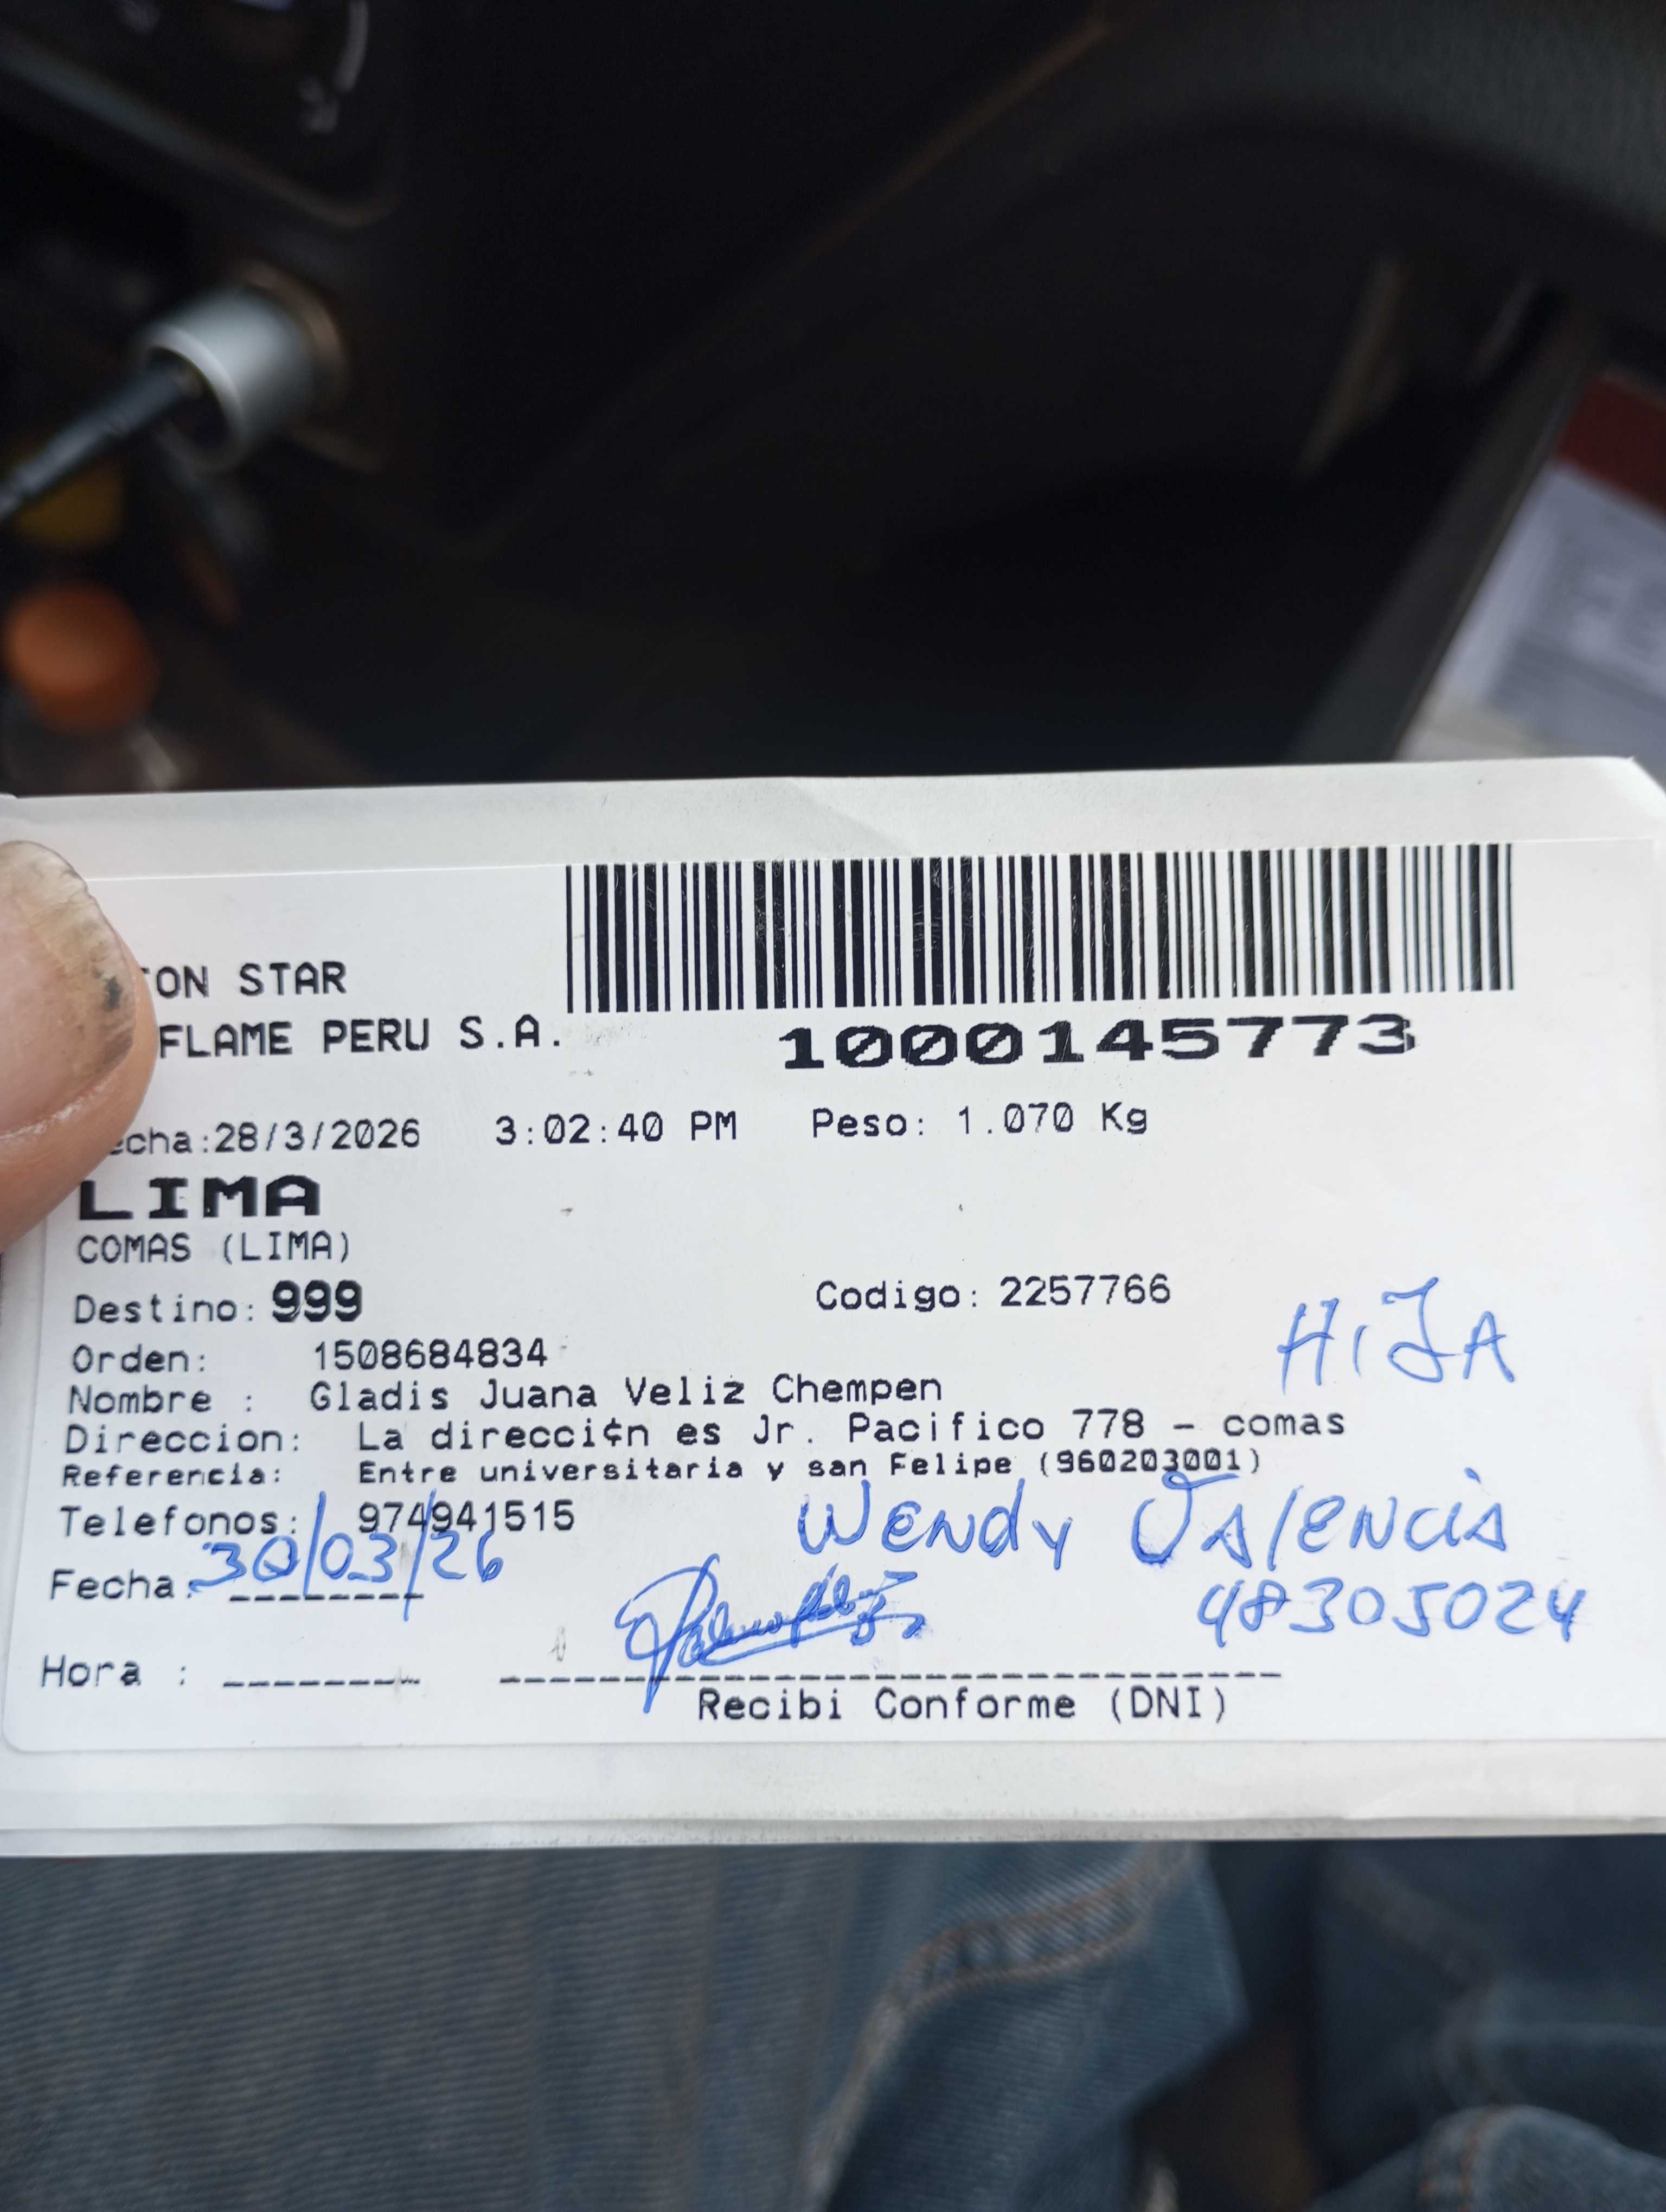 ON STAR
FLAME PERU S.A.
1000145773
echa:28/3/2026 3:02:40 PM Peso: 1.070 Kg
LIMA
COMAS (LIMA)
Destino: 999 Codigo: 2257766
HIJA
Orden: 1508684834
Nombre : Gladis Juana Veliz Chempen
Direccion: La direcci¢n es Jr. Pacifico 778 - comas
Referencia: Entre universitaria y san Felipe (960203001)
Telefonos: 974941515
Wendy Valencia
Fecha: 30/03/26
48305024
Hora :
Recibi Conforme (DNI)